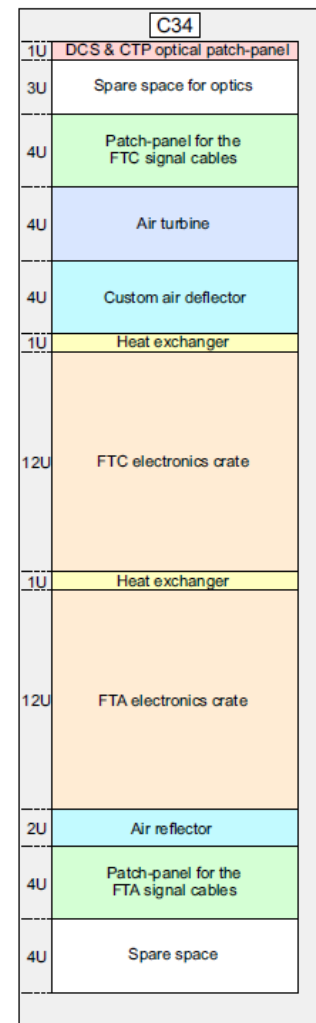 C34
1U DCS & CTP optical patch-panel
3U Spare space for optics
4U Patch-panel for the
FTC signal cables
4U Air turbine
4U Custom air deflector
1U Heat exchanger
12U FTC electronics crate
1U Heat exchanger
12U FTA electronics crate
2U Air reflector
4U Patch-panel for the
FTA signal cables
4U Spare space